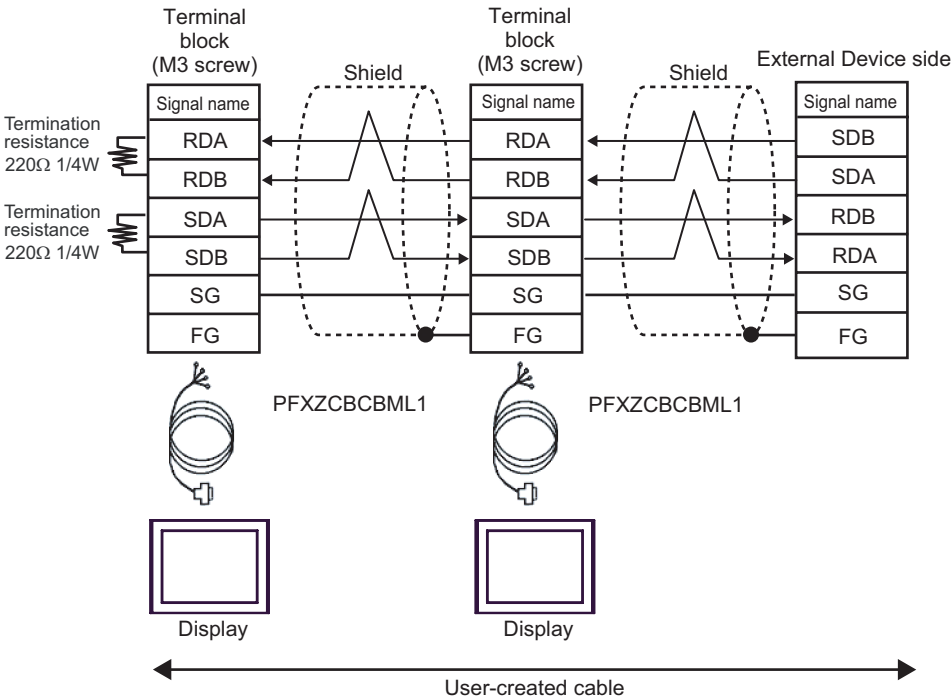 Terminal
block
(M3 screw)
Terminal
block
(M3 screw)
External Device side
Shield
Shield
Signal name
RDA
RDB
SDA
SDB
SG
FG
Signal name
RDA
RDB
SDA
SDB
SG
FG
Signal name
SDB
SDA
RDB
RDA
SG
FG
Termination
resistance
220Ω 1/4W
Termination
resistance
220Ω 1/4W
PFXZCBCBML1
PFXZCBCBML1
Display
Display
User-created cable